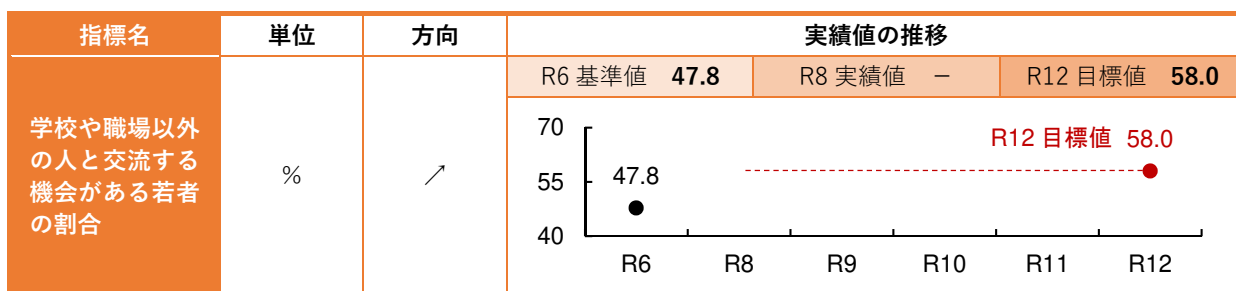 指標名 単位 方向 実績値の推移
R6 基準値 47.8 R8 実績値 － R12 目標値 58.0
学校や職場以外
の人と交流する
機会がある若者
の割合
% ↗
70
55
40
47.8
R12 目標値 58.0
R6 R8 R9 R10 R11 R12